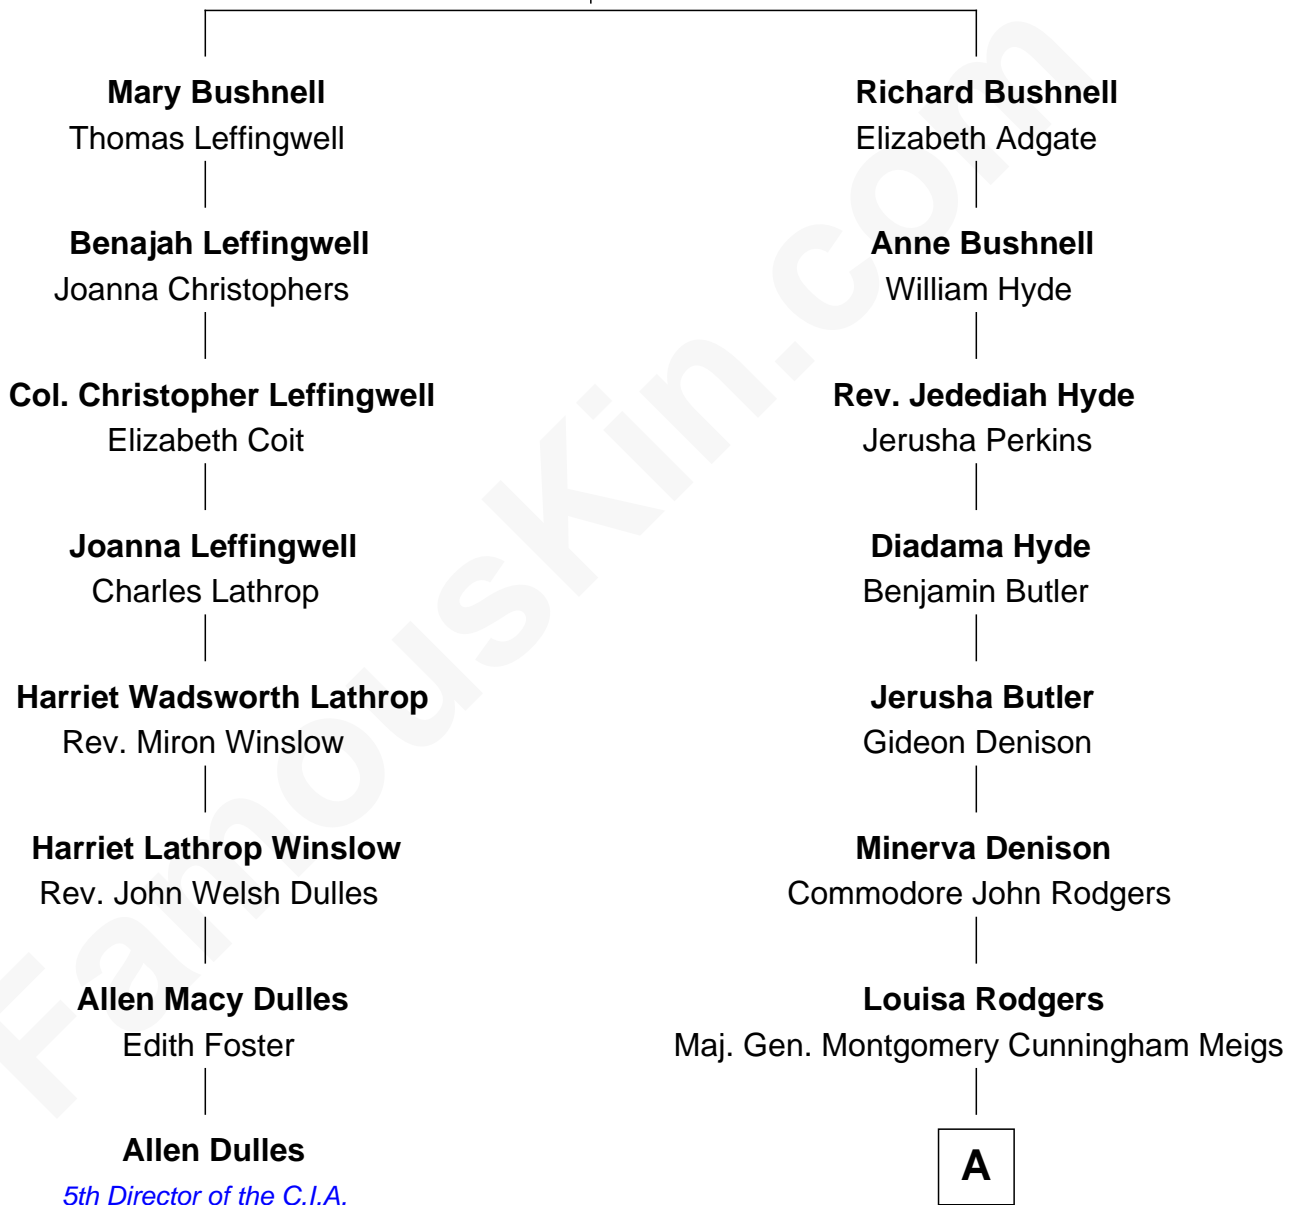 Mary Bushnell
Thomas Leffingwell
Benajah Leffingwell
Joanna Christophers
Col. Christopher Leffingwell
Elizabeth Coit
Joanna Leffingwell
Charles Lathrop
Harriet Wadsworth Lathrop
Rev. Miron Winslow
Harriet Lathrop Winslow
Rev. John Welsh Dulles
Allen Macy Dulles
Edith Foster
Allen Dulles
5th Director of the C.I.A.
Richard Bushnell
Elizabeth Adgate
Anne Bushnell
William Hyde
Rev. Jedediah Hyde
Jerusha Perkins
Diadama Hyde
Benjamin Butler
Jerusha Butler
Gideon Denison
Minerva Denison
Commodore John Rodgers
Louisa Rodgers
Maj. Gen. Montgomery Cunningham Meigs
A
FamousKin.com